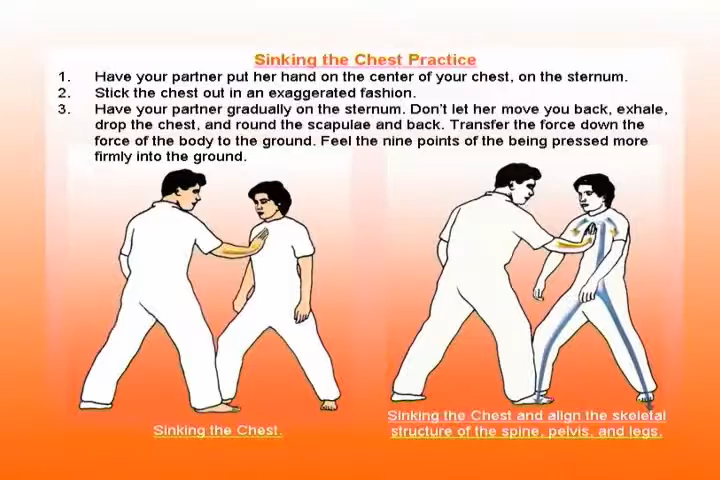 Sinking the Chest Practice
1. Have your partner put her hand on the center of your chest, on the sternum.
2. Stick the chest out in an exaggerated fashion.
3. Have your partner gradually on the sternum. Don't let her move you back, exhale,
drop the chest, and round the scapulae and back. Transfer the force down the
force of the body to the ground. Feel the nine points of the being pressed more
firmly into the ground.
Sinking the Chest.
Sinking the Chest and align the skeletal
structure of the spine, pelvis, and legs.